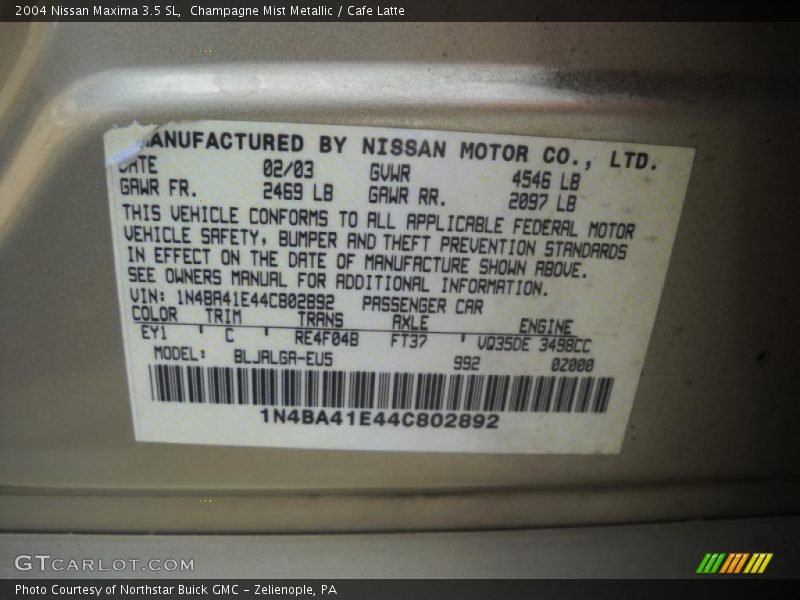 2004 Nissan Maxima 3.5 SL, Champagne Mist Metallic / Cafe Latte
MANUFACTURED BY NISSAN MOTOR CO., LTD.
DATE 02/03 GVWR 4546 LB
GAWR FR. 2469 LB GAWR RR. 2097 LB
THIS VEHICLE CONFORMS TO ALL APPLICABLE FEDERAL MOTOR
VEHICLE SAFETY, BUMPER AND THEFT PREVENTION STANDARDS
IN EFFECT ON THE DATE OF MANUFACTURE SHOWN ABOVE.
SEE OWNERS MANUAL FOR ADDITIONAL INFORMATION.
VIN: 1N4BA41E44C802892 PASSENGER CAR
COLOR TRIM TRANS AXLE ENGINE
EY1 ' C ' RE4F04B FT37 ' VQ35DE 3498CC
MODEL: BLJALGA-EU5 992 0Z000
1N4BA41E44C802892
GTCARLOT.COM
Photo Courtesy of Northstar Buick GMC - Zelienople, PA